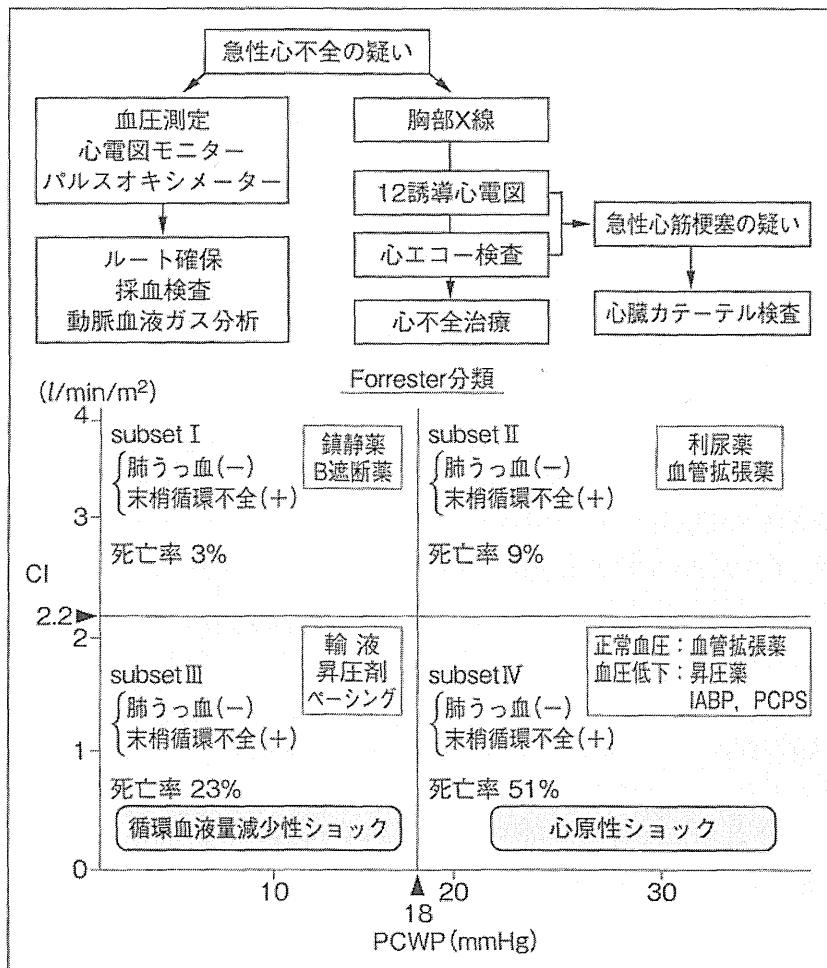 急性心不全の疑い
血圧測定
心電図モニター
パルスオキシメーター
ルート確保
採血検査
動脈血液ガス分析
胸部X線
12誘導心電図
心エコー検査
心不全治療
急性心筋梗塞の疑い
心臓カテーテル検査
Forrester分類
(l/min/m²)
4
3
CI
2.2
2
1
0
subset I
肺うっ血(−)
末梢循環不全(+)
死亡率 3%
鎮静薬
B遮断薬
subset II
肺うっ血(−)
末梢循環不全(+)
死亡率 9%
利尿薬
血管拡張薬
subset III
肺うっ血(−)
末梢循環不全(+)
死亡率 23%
輸液
昇圧剤
ペーシング
循環血液量減少性ショック
subset IV
肺うっ血(−)
末梢循環不全(+)
死亡率 51%
正常血圧：血管拡張薬
血圧低下：昇圧薬
IABP, PCPS
心原性ショック
10
18
20
30
PCWP(mmHg)